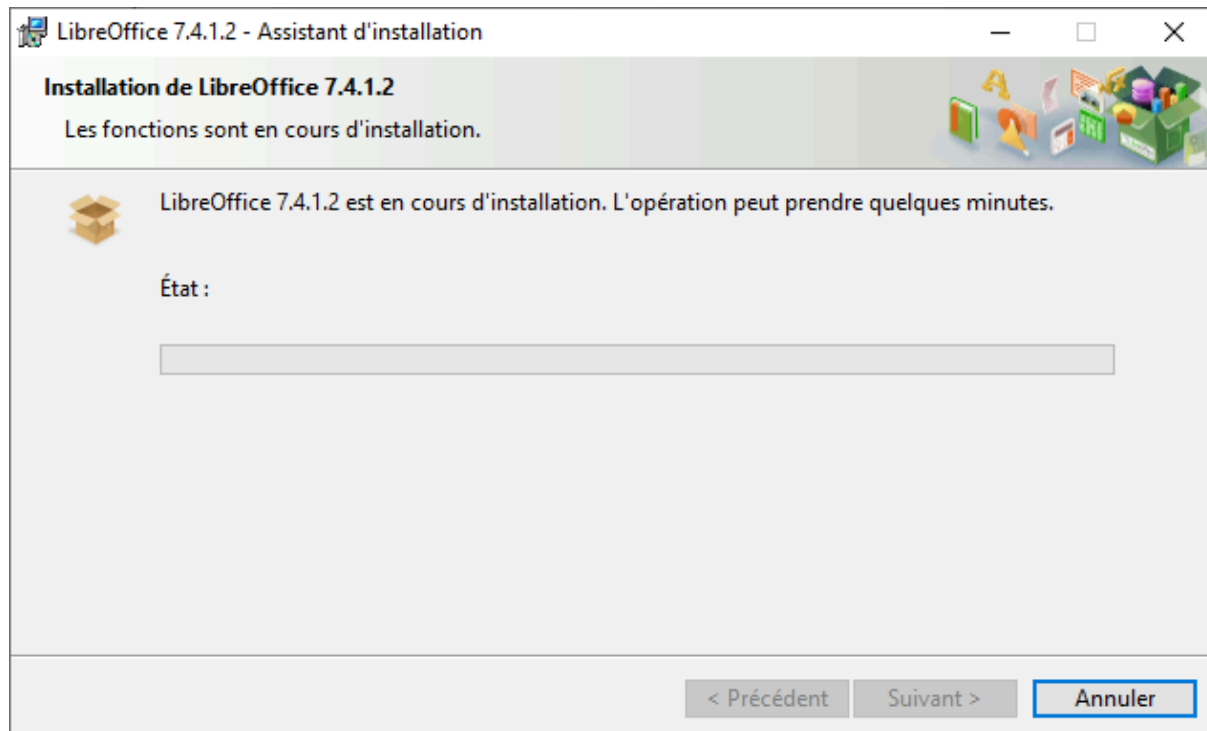 LibreOffice 7.4.1.2 - Assistant d'installation
Installation de LibreOffice 7.4.1.2
Les fonctions sont en cours d'installation.
LibreOffice 7.4.1.2 est en cours d'installation. L'opération peut prendre quelques minutes.
État :
< Précédent Suivant > Annuler